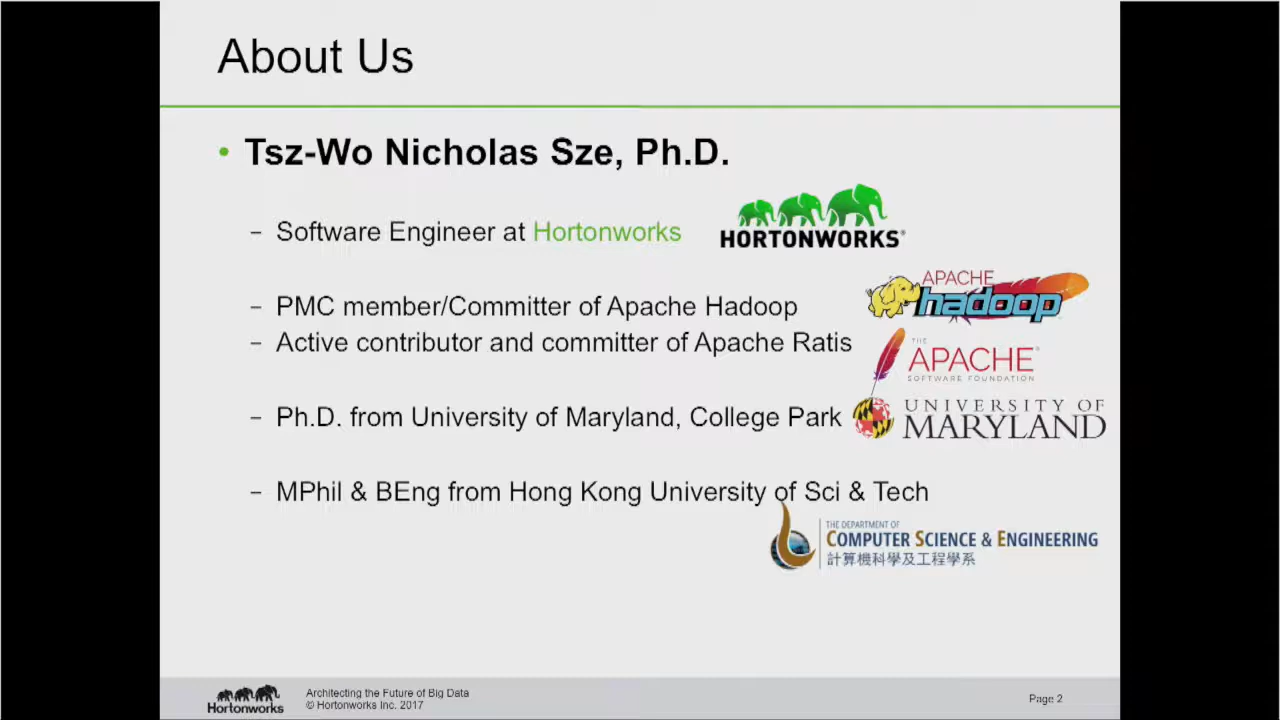 About Us
• Tsz-Wo Nicholas Sze, Ph.D.
– Software Engineer at Hortonworks
HORTONWORKS®
– PMC member/Committer of Apache Hadoop
APACHE
hadoop
– Active contributor and committer of Apache Ratis
THE
APACHE®
SOFTWARE FOUNDATION
– Ph.D. from University of Maryland, College Park
UNIVERSITY OF
MARYLAND
– MPhil & BEng from Hong Kong University of Sci & Tech
THE DEPARTMENT OF
COMPUTER SCIENCE & ENGINEERING
計算機科學及工程學系
Hortonworks
Architecting the Future of Big Data
© Hortonworks Inc. 2017
Page 2